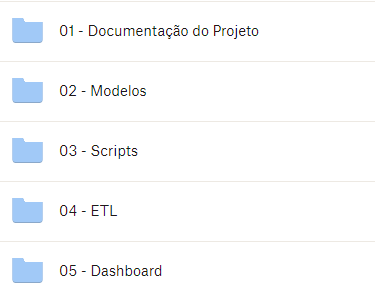 01 - Documentação do Projeto
02 - Modelos
03 - Scripts
04 - ETL
05 - Dashboard